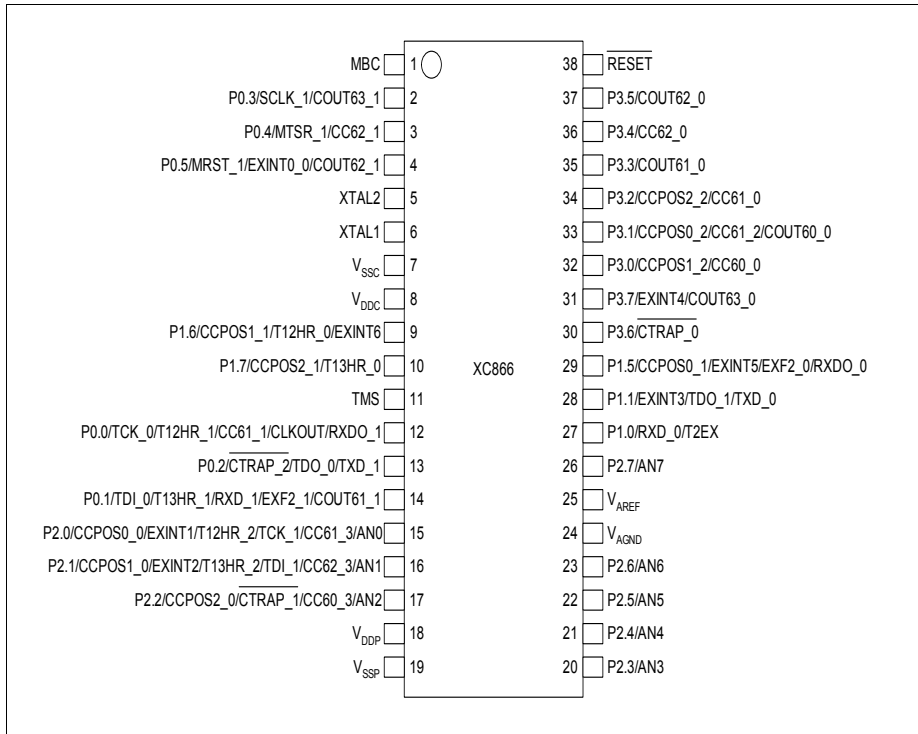 MBC 1
P0.3/SCLK_1/COUT63_1 2
P0.4/MTSR_1/CC62_1 3
P0.5/MRST_1/EXINT0_0/COUT62_1 4
XTAL2 5
XTAL1 6
VSSC 7
VDDC 8
P1.6/CCPOS1_1/T12HR_0/EXINT6 9
P1.7/CCPOS2_1/T13HR_0 10
TMS 11
P0.0/TCK_0/T12HR_1/CC61_1/CLKOUT/RXDO_1 12
P0.2/CTRAP_2/TDO_0/TXD_1 13
P0.1/TDI_0/T13HR_1/RXD_1/EXF2_1/COUT61_1 14
P2.0/CCPOS0_0/EXINT1/T12HR_2/TCK_1/CC61_3/AN0 15
P2.1/CCPOS1_0/EXINT2/T13HR_2/TDI_1/CC62_3/AN1 16
P2.2/CCPOS2_0/CTRAP_1/CC60_3/AN2 17
VDDP 18
VSSP 19
XC866
38 RESET
37 P3.5/COUT62_0
36 P3.4/CC62_0
35 P3.3/COUT61_0
34 P3.2/CCPOS2_2/CC61_0
33 P3.1/CCPOS0_2/CC61_2/COUT60_0
32 P3.0/CCPOS1_2/CC60_0
31 P3.7/EXINT4/COUT63_0
30 P3.6/CTRAP_0
29 P1.5/CCPOS0_1/EXINT5/EXF2_0/RXDO_0
28 P1.1/EXINT3/TDO_1/TXD_0
27 P1.0/RXD_0/T2EX
26 P2.7/AN7
25 VAREF
24 VAGND
23 P2.6/AN6
22 P2.5/AN5
21 P2.4/AN4
20 P2.3/AN3